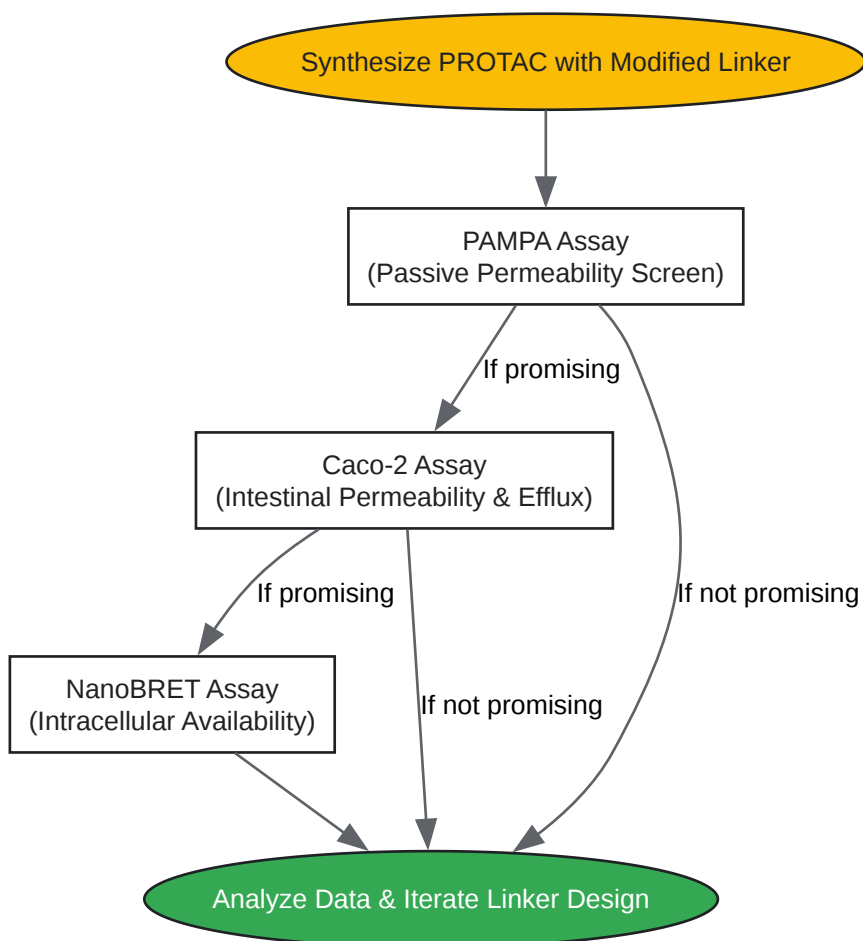 Synthesize PROTAC with Modified Linker
PAMPA Assay
(Passive Permeability Screen)
If promising
Caco-2 Assay
(Intestinal Permeability & Efflux)
If promising
If not promising
NanoBRET Assay
(Intracellular Availability)
If not promising
Analyze Data & Iterate Linker Design